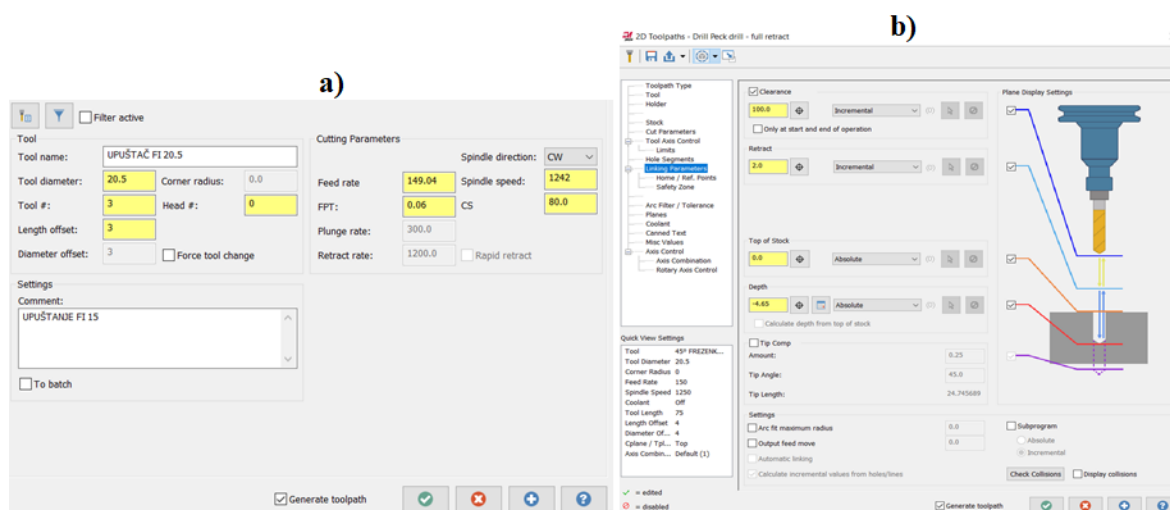 a)
Filter active
Tool
Tool name: UPUŠTAČ FI 20.5
Tool diameter: 20.5 Corner radius: 0.0
Tool #: 3 Head #: 0
Length offset: 3
Diameter offset: 3 Force tool change
Cutting Parameters
Spindle direction: CW
Feed rate 149.04 Spindle speed: 1242
FPT: 0.06 CS 80.0
Plunge rate: 300.0
Retract rate: 1200.0 Rapid retract
Settings
Comment:
UPUŠTANJE FI 15
To batch
Generate toolpath
b)
2D Toolpaths - Drill Peck drill - full retract
Toolpath Type
Tool
Holder
Stock
Cut Parameters
Tool Axis Control
Limits
Hole Segments
Linking Parameters
Home / Ref. Points
Safety Zone
Arc Filter / Tolerance
Planes
Coolant
Canned Text
Misc Values
Axis Control
Axis Combination
Rotary Axis Control
Quick View Settings
Tool 45° FREZENK...
Tool Diameter 20.5
Corner Radius 0
Feed Rate 150
Spindle Speed 1250
Coolant Off
Tool Length 75
Length Offset 4
Diameter Of... 4
Cplane / Tpl... Top
Axis Combin... Default (1)
= edited
= disabled
Clearance
100.0 Incremental (0)
Only at start and end of operation
Retract
2.0 Incremental (0)
Top of Stock
0.0 Absolute (0)
Depth
-4.65 Absolute (0)
Calculate depth from top of stock
Tip Comp
Amount: 0.25
Tip Angle: 45.0
Tip Length: 24.745689
Settings
Arc fit maximum radius 0.0
Output feed move 0.0
Automatic linking
Calculate incremental values from holes/lines
Plane Display Settings
Subprogram
Absolute
Incremental
Check Collisions Display collisions
Generate toolpath